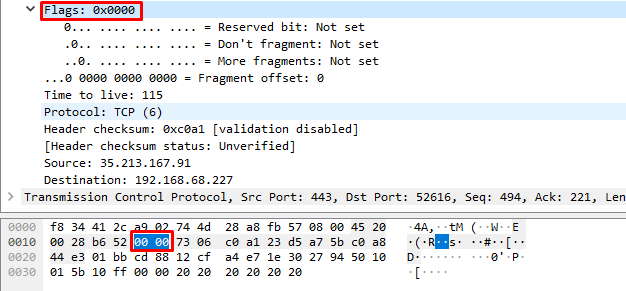 Flags: 0x0000
0... .... .... .... = Reserved bit: Not set
.0.. .... .... .... = Don't fragment: Not set
..0. .... .... .... = More fragments: Not set
...0 0000 0000 0000 = Fragment offset: 0
Time to live: 115
Protocol: TCP (6)
Header checksum: 0xc0a1 [validation disabled]
[Header checksum status: Unverified]
Source: 35.213.167.91
Destination: 192.168.68.227
Transmission Control Protocol, Src Port: 443, Dst Port: 52616, Seq: 494, Ack: 221, Len
0000 f8 34 41 2c a9 02 74 4d 28 a8 fb 57 08 00 45 20 ·4A,··tM (··W··E
0010 00 28 b6 52 00 00 73 06 c0 a1 23 d5 a7 5b c0 a8 ·(·R··s· ··#··[··
0020 44 e3 01 bb cd 88 12 cf a4 e7 1e 30 27 94 50 10 D······· ···0'·P·
0030 01 5b 10 ff 00 00 20 20 20 20 20 20 ·[····